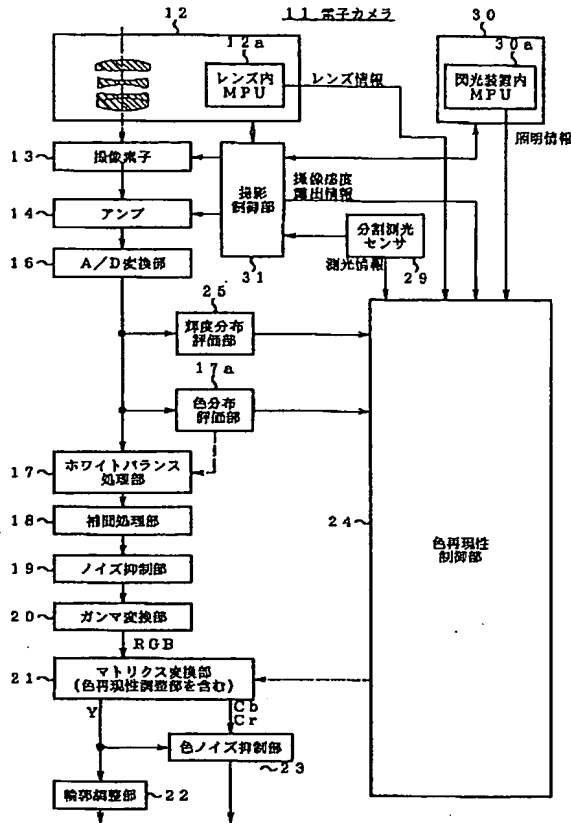 11 電子カメラ
12
12a
レンズ内
MPU
レンズ情報
30
30a
閃光装置内
MPU
照明情報
13
撮像素子
撮影
制御部
31
撮像感度
露出情報
14
アンプ
分割測光
センサ
29
測光情報
16
A/D変換部
25
輝度分布
評価部
17a
色分布
評価部
17
ホワイトバランス
処理部
18
補間処理部
24
色再現性
制御部
19
ノイズ抑制部
20
ガンマ変換部
RGB
21
マトリクス変換部
(色再現性調整部を含む)
Y
Cb
Cr
色ノイズ抑制部
23
輪郭調整部
22